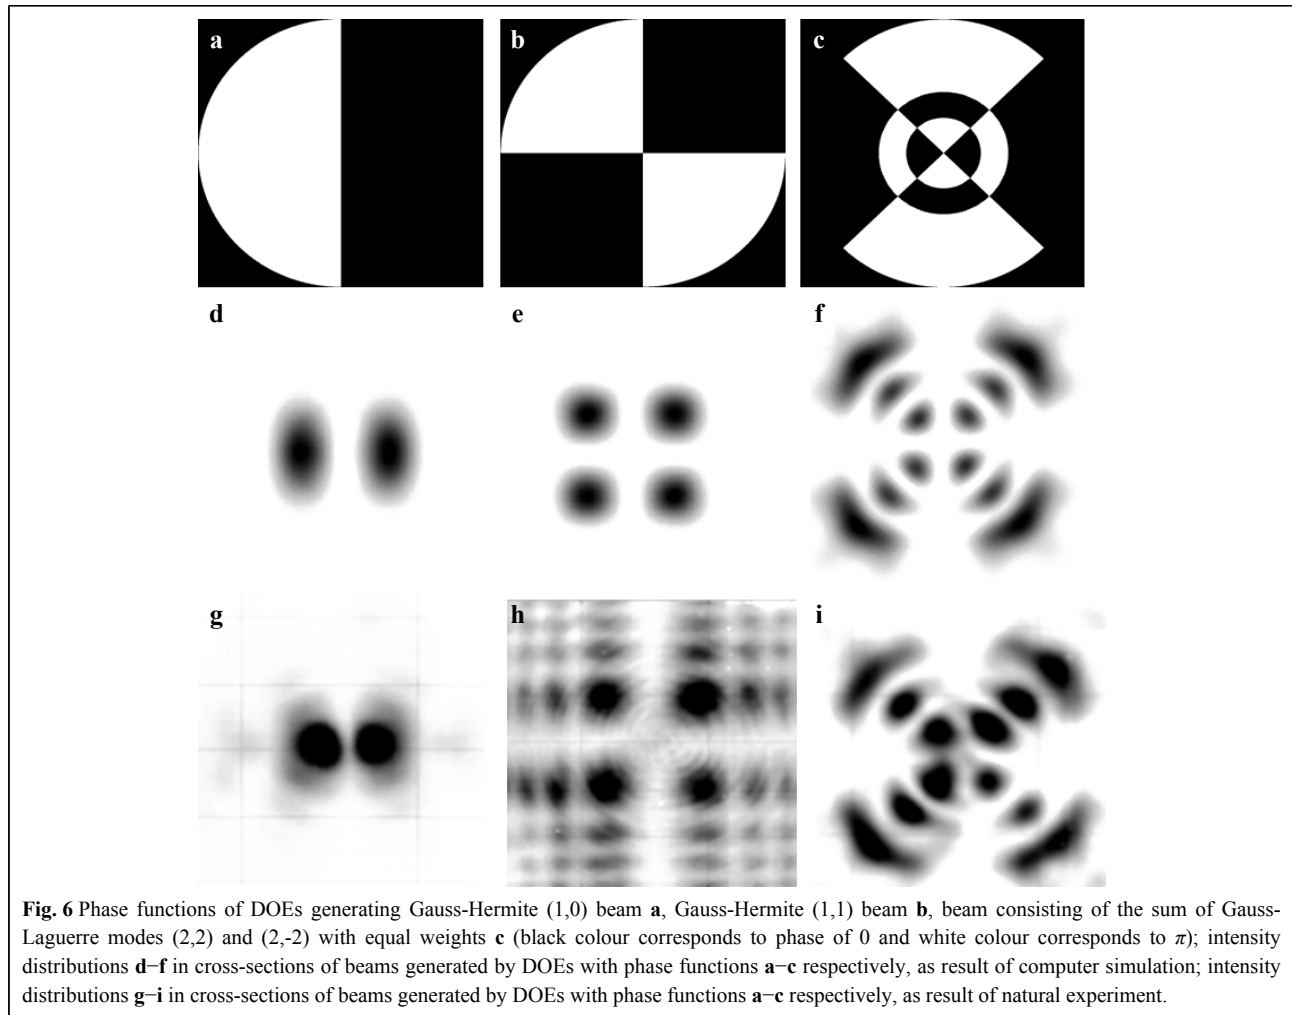 a
b
c
d
e
f
g
h
i
Fig. 6 Phase functions of DOEs generating Gauss-Hermite (1,0) beam a, Gauss-Hermite (1,1) beam b, beam consisting of the sum of Gauss-
Laguerre modes (2,2) and (2,-2) with equal weights c (black colour corresponds to phase of 0 and white colour corresponds to π); intensity
distributions d−f in cross-sections of beams generated by DOEs with phase functions a−c respectively, as result of computer simulation; intensity
distributions g−i in cross-sections of beams generated by DOEs with phase functions a−c respectively, as result of natural experiment.